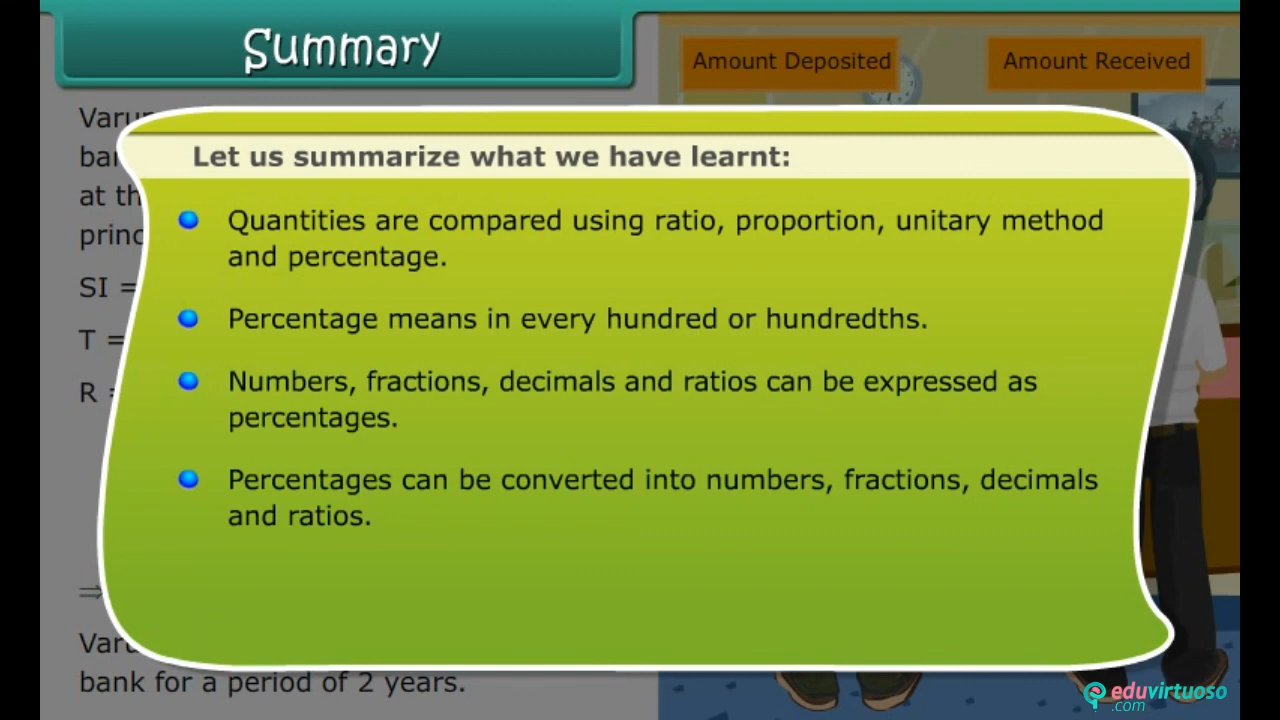 Summary
Amount Deposited
Amount Received
Let us summarize what we have learnt:
Quantities are compared using ratio, proportion, unitary method
and percentage.
Percentage means in every hundred or hundredths.
Numbers, fractions, decimals and ratios can be expressed as
percentages.
Percentages can be converted into numbers, fractions, decimals
and ratios.
at
SI =
T =
R
⇒
bank for a period of 2 years.
eduvirtuoso
.com